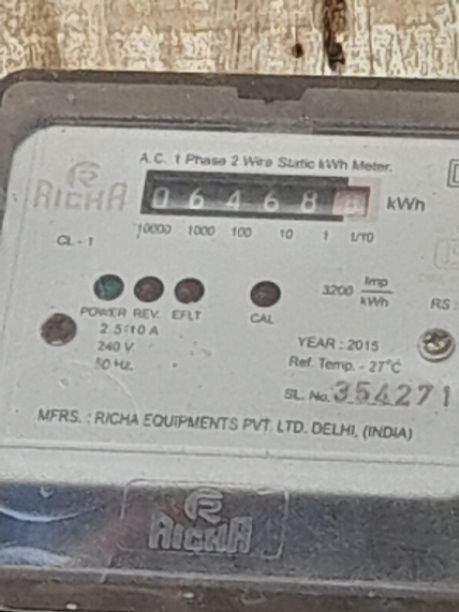 A.C. 1 Phase 2 Wire Static kWh Meter.
RICHA
0 6 4 6 8 kWh
10000 1000 100 10 1 1/10
CL - 1
3200 Imp
kWh
POWER REV. EFLT CAL
RS :
2.5-10 A
240 V
50 Hz.
YEAR : 2015
Ref. Temp. - 27°C
SL. No. 354271
MFRS. : RICHA EQUIPMENTS PVT. LTD. DELHI, (INDIA)
RICHA